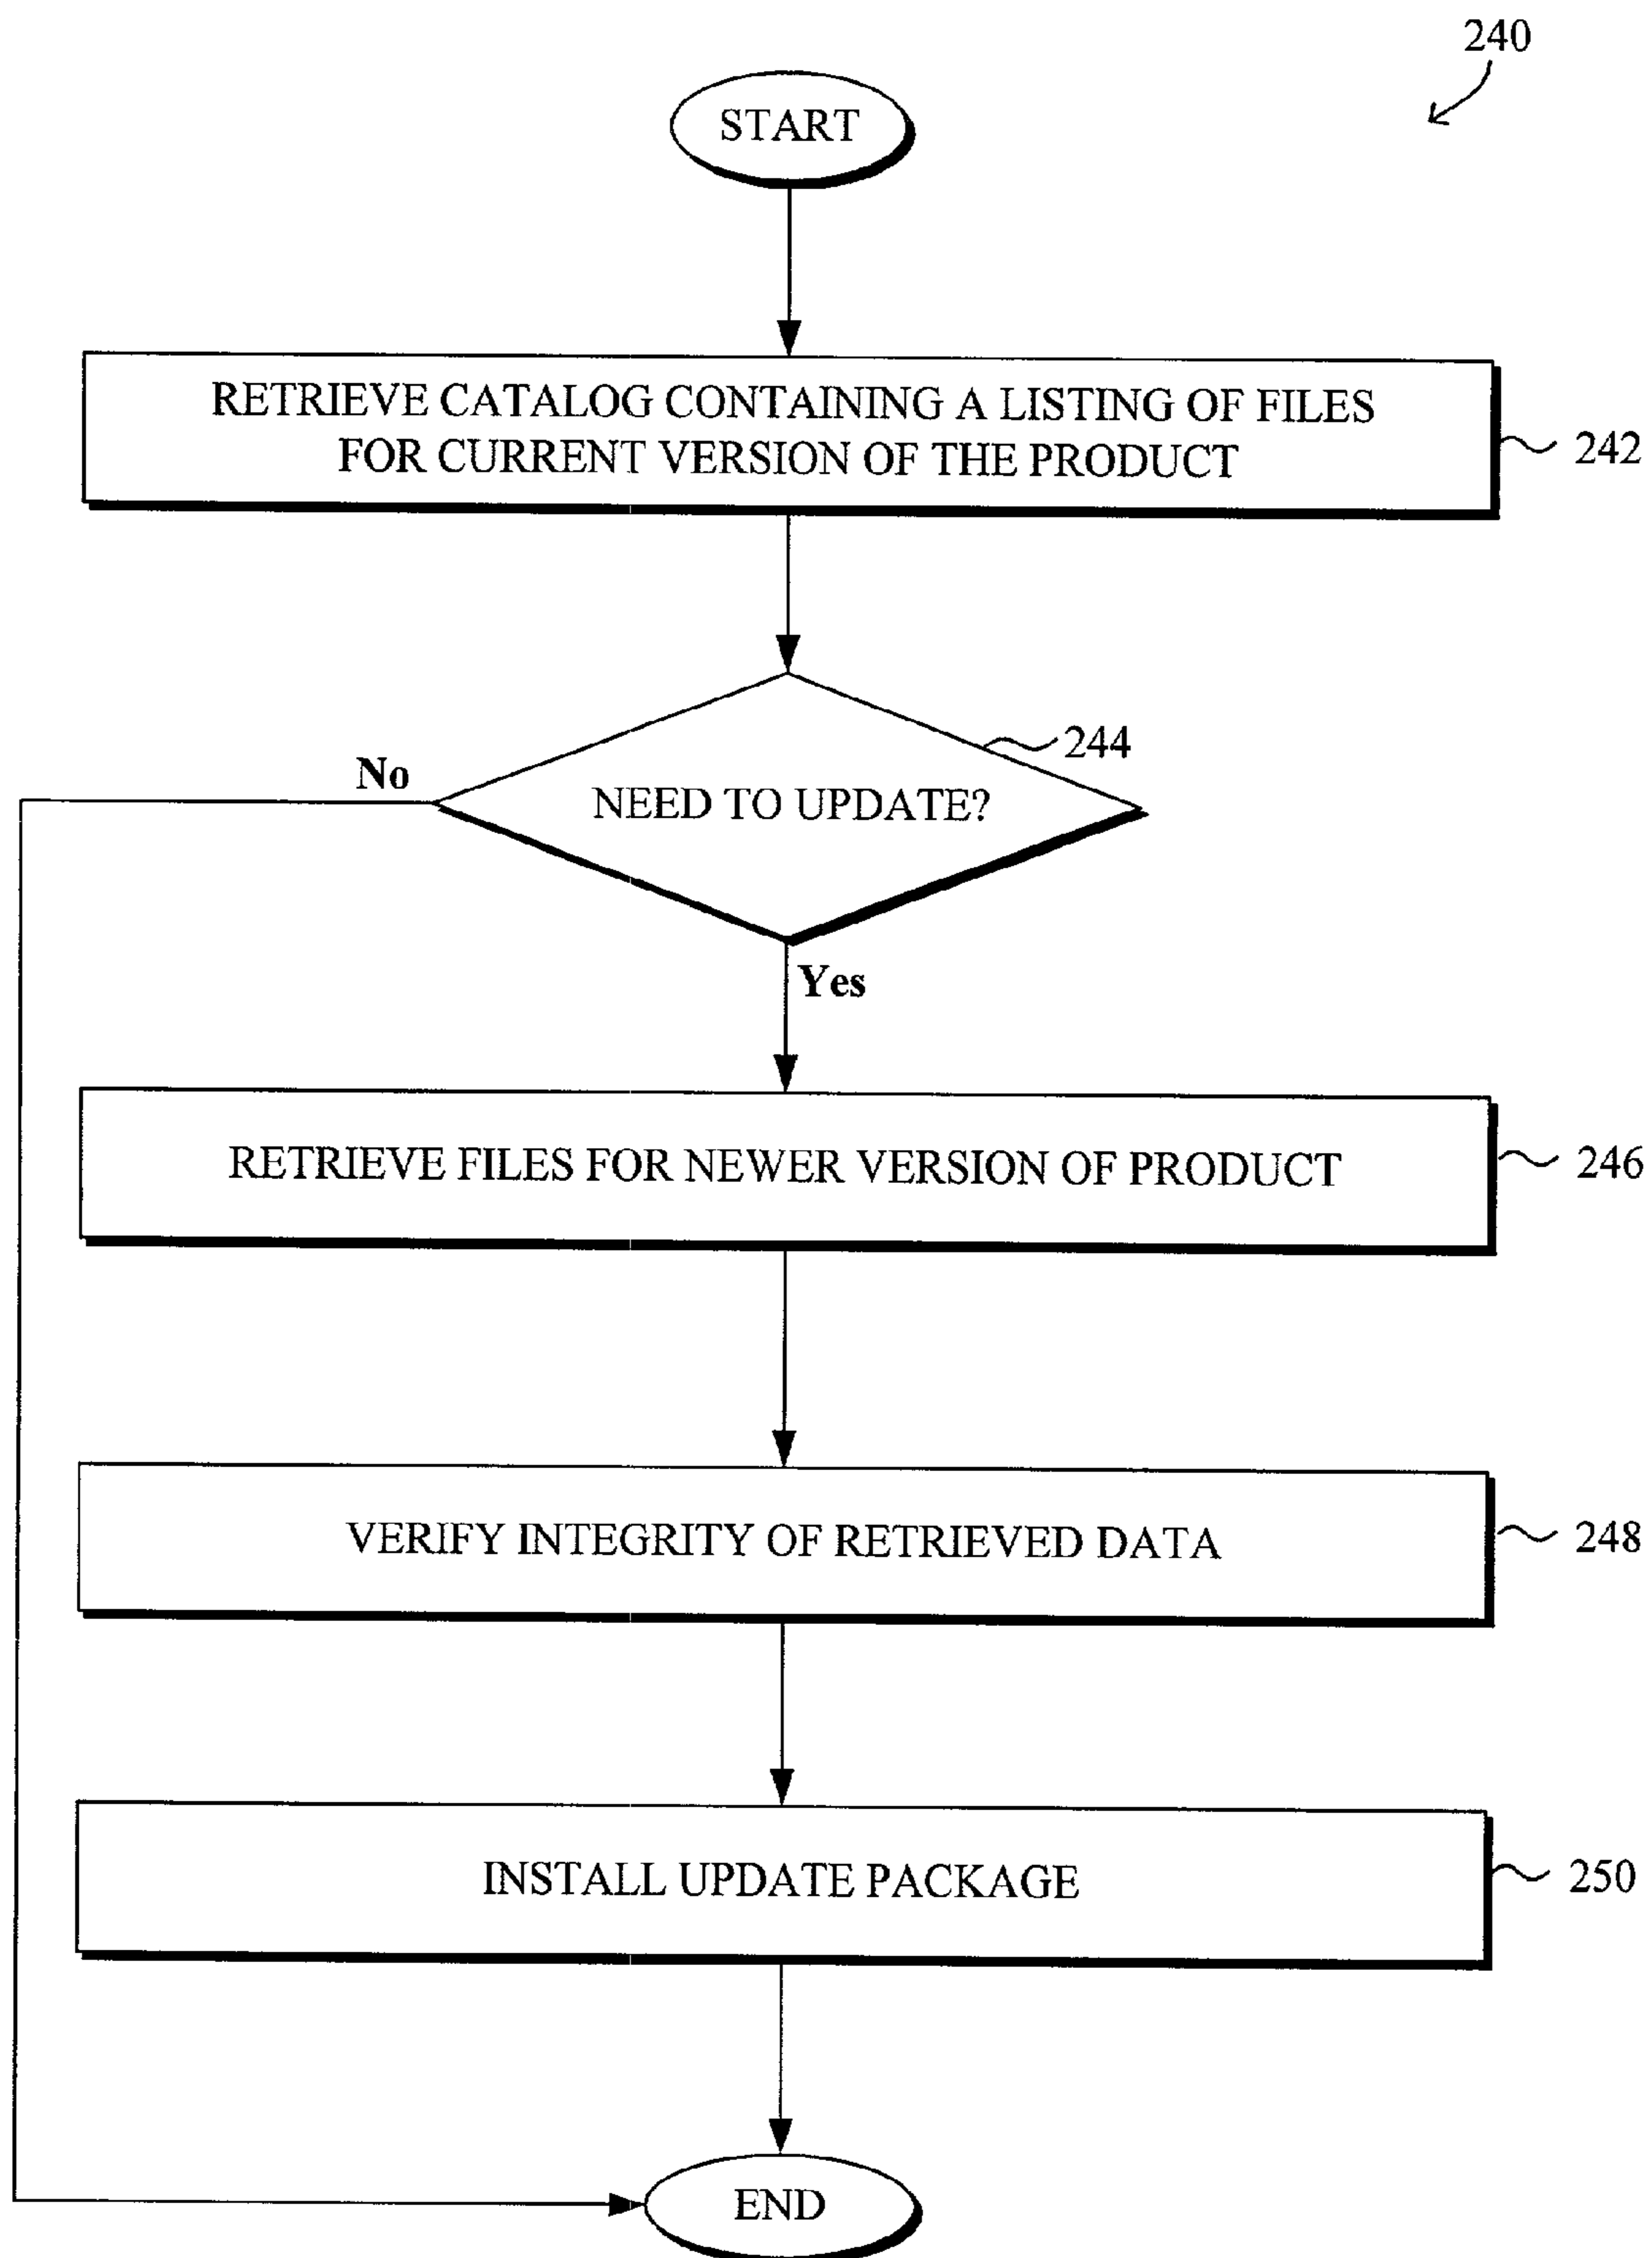 240
START
RETRIEVE CATALOG CONTAINING A LISTING OF FILES
FOR CURRENT VERSION OF THE PRODUCT
242
244
No
NEED TO UPDATE?
Yes
RETRIEVE FILES FOR NEWER VERSION OF PRODUCT
246
VERIFY INTEGRITY OF RETRIEVED DATA
248
INSTALL UPDATE PACKAGE
250
END